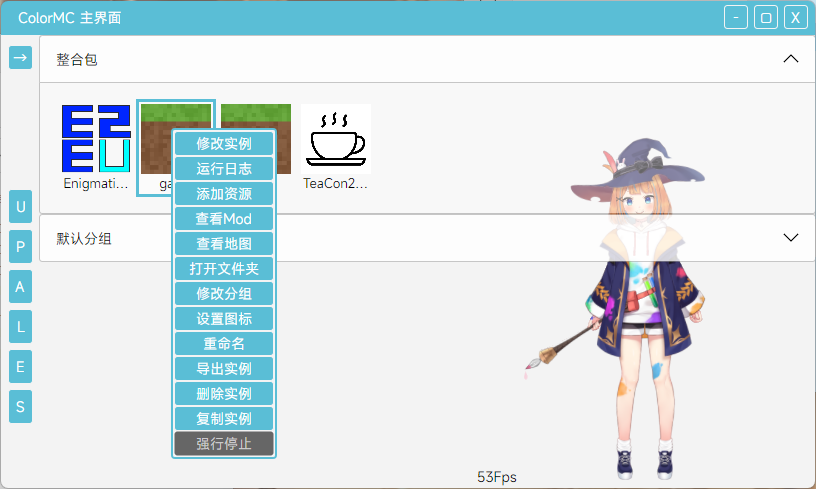 ColorMC 主界面
- X
→
整合包
Enigmati...
ga
TeaCon2...
修改实例
运行日志
添加资源
查看Mod
查看地图
打开文件夹
修改分组
设置图标
重命名
导出实例
删除实例
复制实例
强行停止
默认分组
U
P
A
L
E
S
53Fps